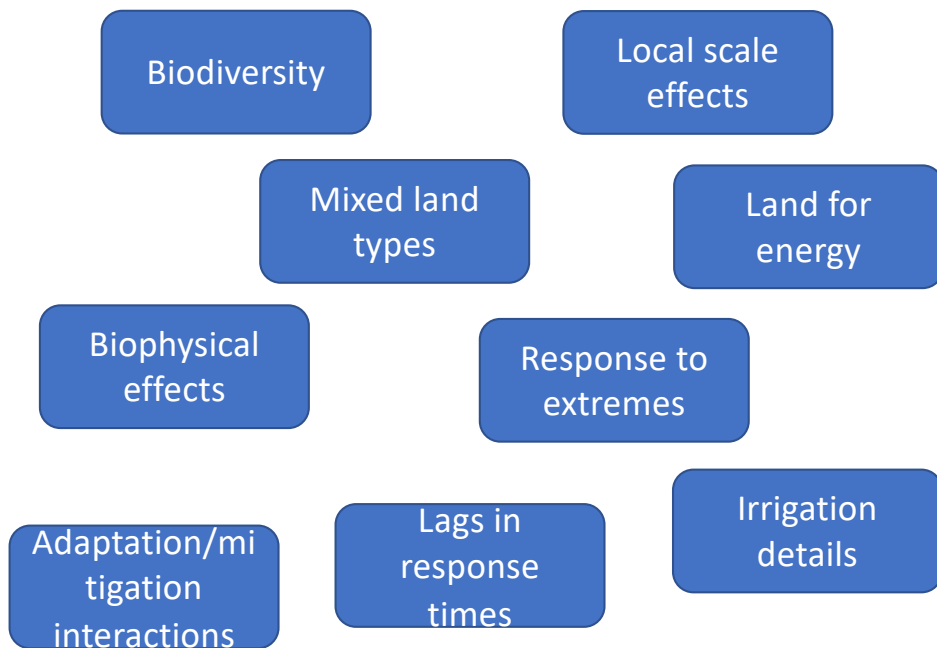 Biodiversity
Local scale
effects
Mixed land
types
Land for
energy
Biophysical
effects
Response to
extremes
Irrigation
details
Adaptation/mi
tigation
interactions
Lags in
response
times